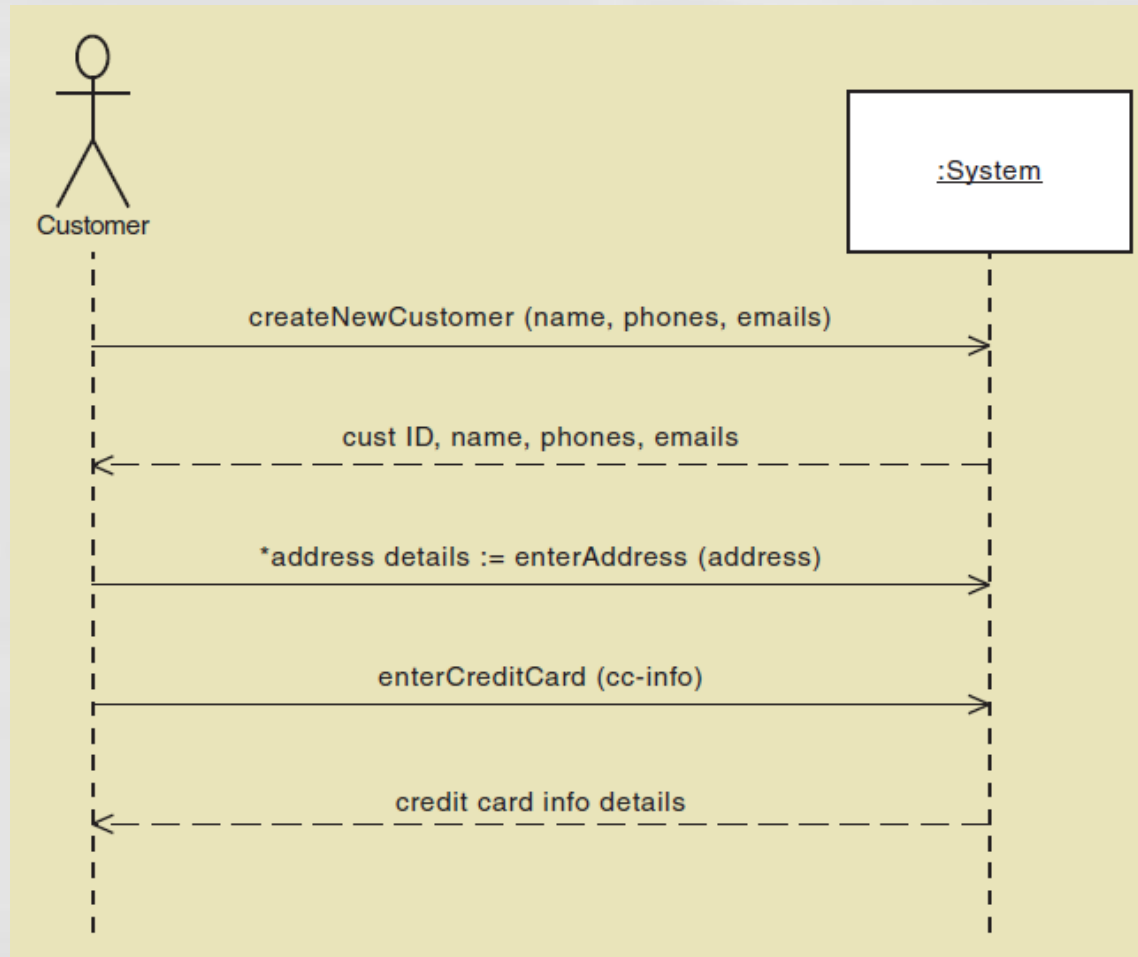 :System
Customer
createNewCustomer (name, phones, emails)
cust ID, name, phones, emails
*address details := enterAddress (address)
enterCreditCard (cc-info)
credit card info details